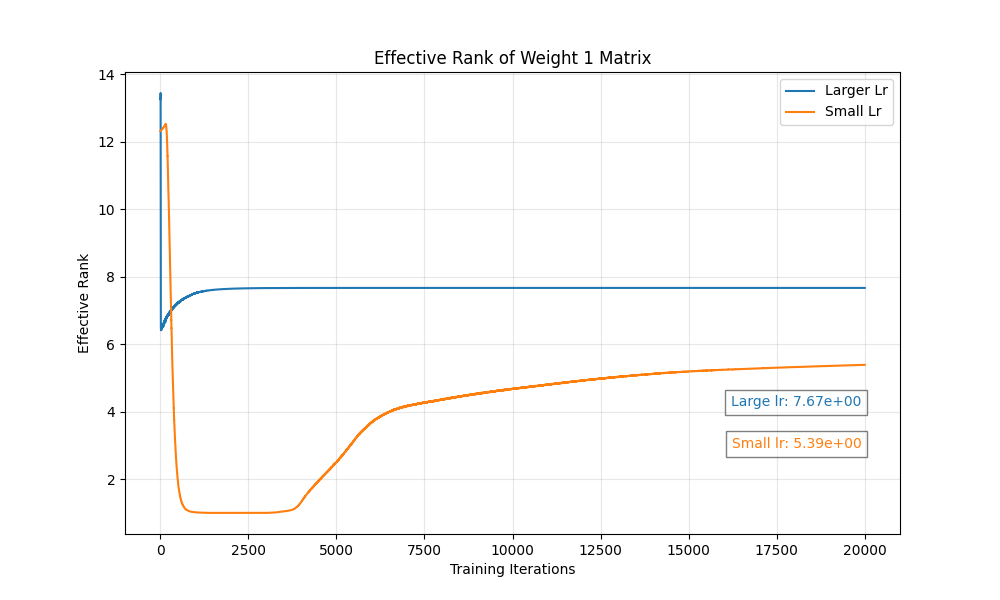 Effective Rank of Weight 1 Matrix
Larger Lr
Small Lr
14
12
10
8
6
4
2
Effective Rank
Large lr: 7.67e+00
Small lr: 5.39e+00
0 2500 5000 7500 10000 12500 15000 17500 20000
Training Iterations